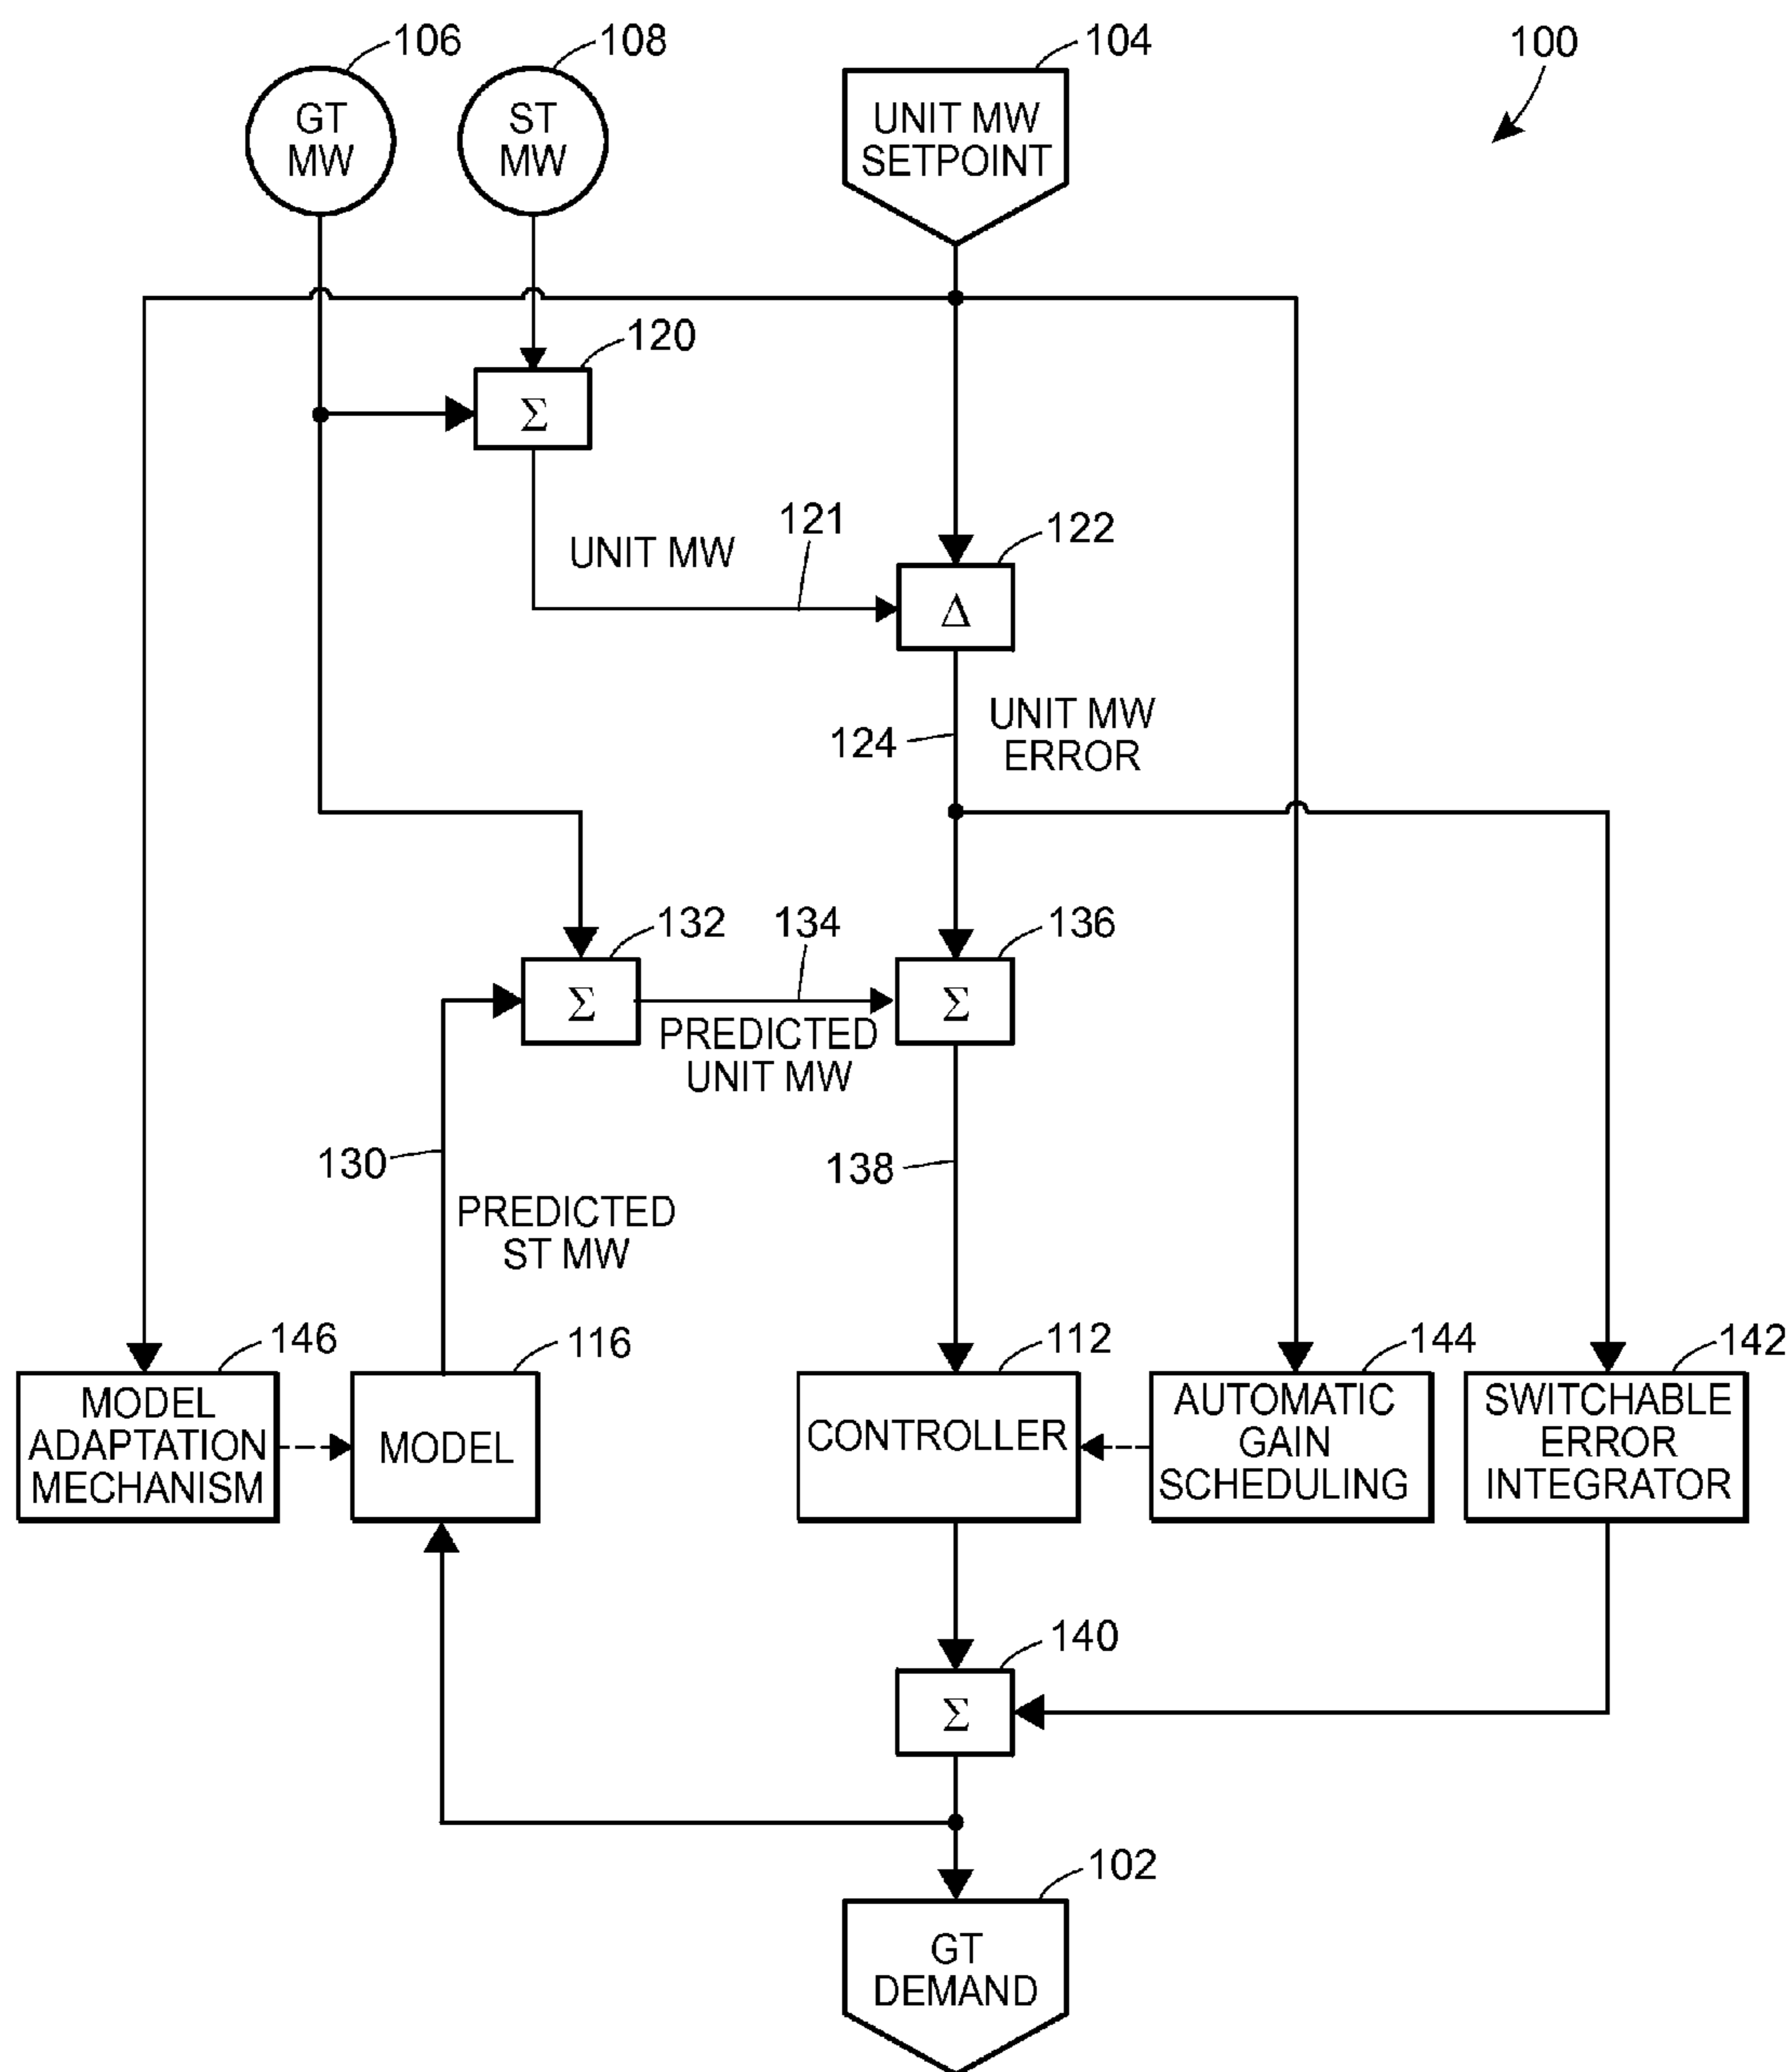 106
108
104
100
GT
MW
ST
MW
UNIT MW
SETPOINT
120
Σ
121
122
UNIT MW
Δ
124
UNIT MW
ERROR
132
134
136
Σ
Σ
PREDICTED
UNIT MW
130
138
PREDICTED
ST MW
146
116
112
144
142
MODEL
ADAPTATION
MECHANISM
MODEL
CONTROLLER
AUTOMATIC
GAIN
SCHEDULING
SWITCHABLE
ERROR
INTEGRATOR
140
Σ
102
GT
DEMAND